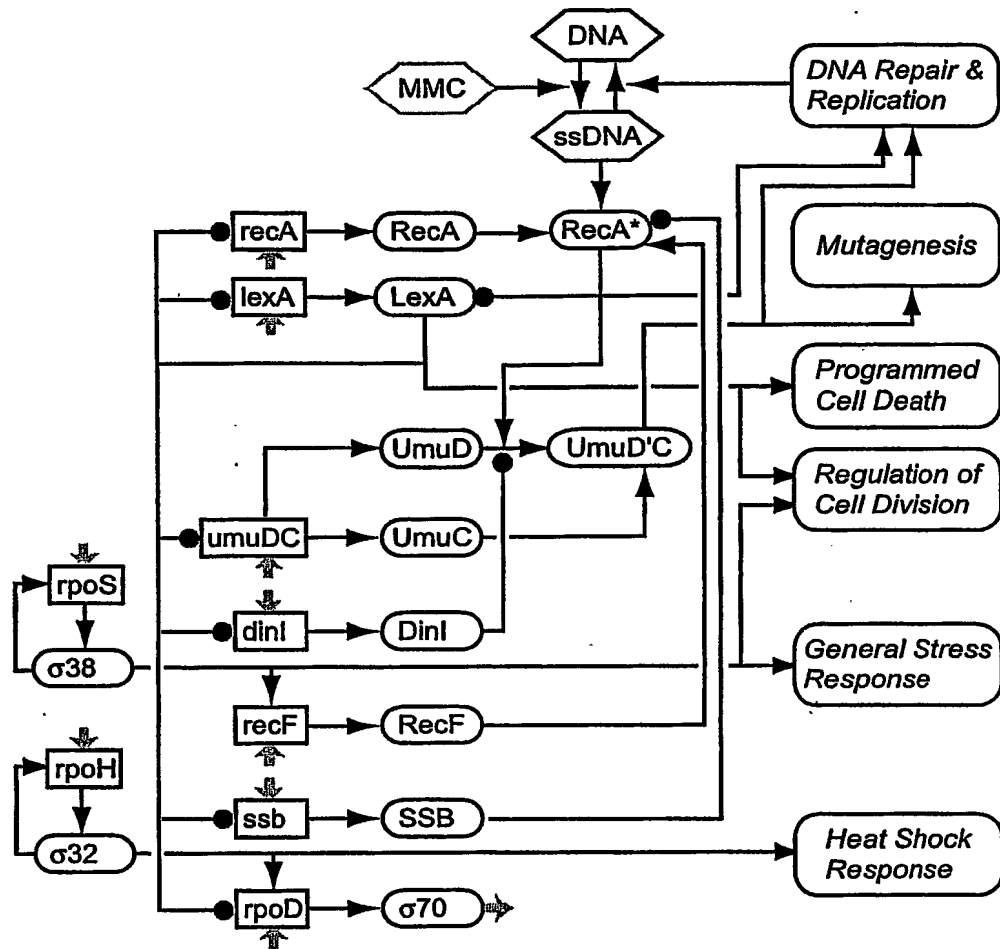 DNA
MMC
DNA Repair &
Replication
ssDNA
recA
RecA
RecA*
Mutagenesis
lexA
LexA
Programmed
Cell Death
UmuD
UmuD'C
Regulation of
Cell Division
umuDC
UmuC
rpoS
dinI
DinI
General Stress
Response
σ38
recF
RecF
rpoH
ssb
SSB
σ32
Heat Shock
Response
rpoD
σ70